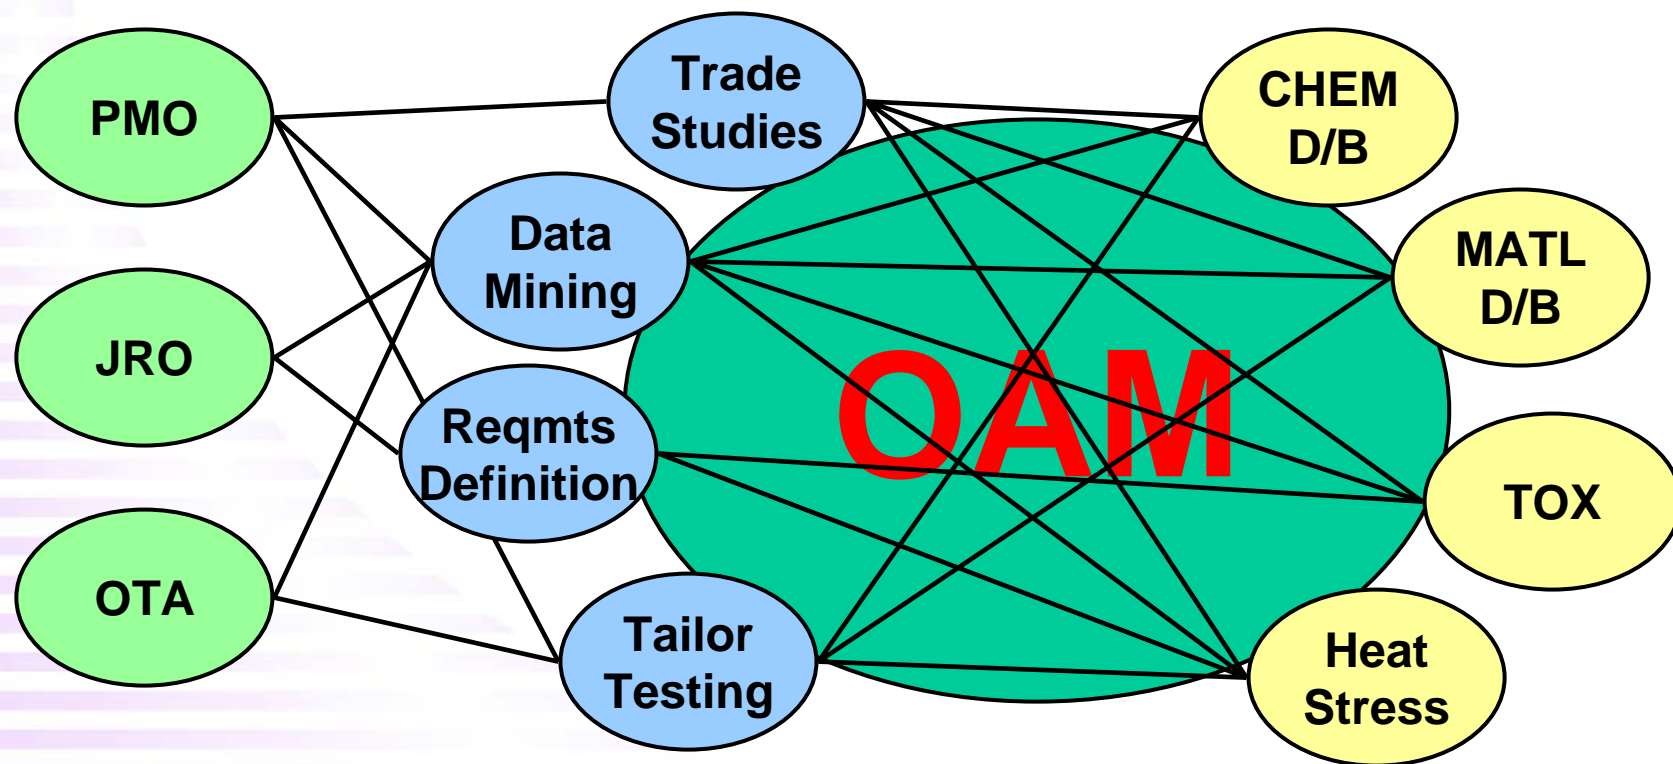 PMO
JRO
OTA
Trade
Studies
Data
Mining
Reqmts
Definition
Tailor
Testing
OAM
CHEM
D/B
MATL
D/B
TOX
Heat
Stress